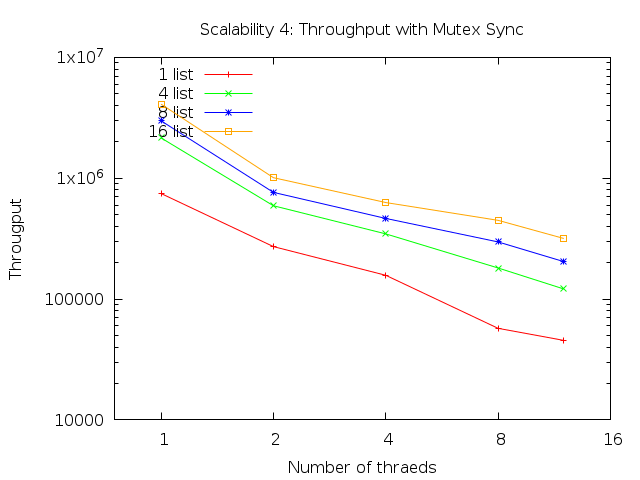 Scalability 4: Throughput with Mutex Sync
1x10^7
1 list
4 list
8 list
16 list
1x10^6
Througput
100000
10000
1 2 4 8 16
Number of thraeds